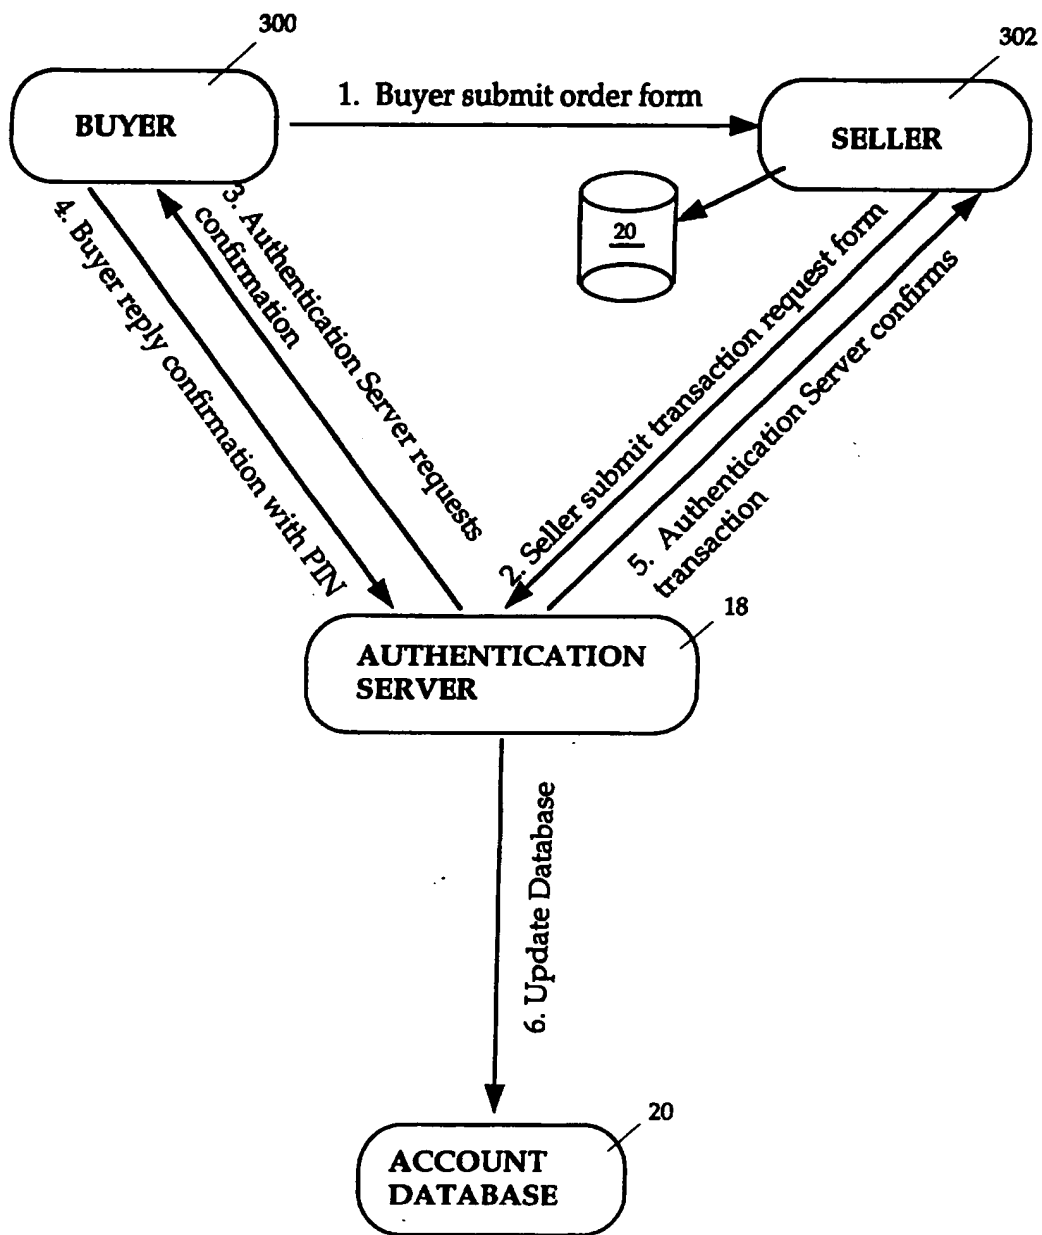 300
302
1. Buyer submit order form
BUYER
SELLER
20
3. Authentication Server requests
confirmation
4. Buyer reply confirmation with PIN
2. Seller submit transaction request form
5. Authentication Server confirms
transaction
18
AUTHENTICATION
SERVER
6. Update Database
20
ACCOUNT
DATABASE